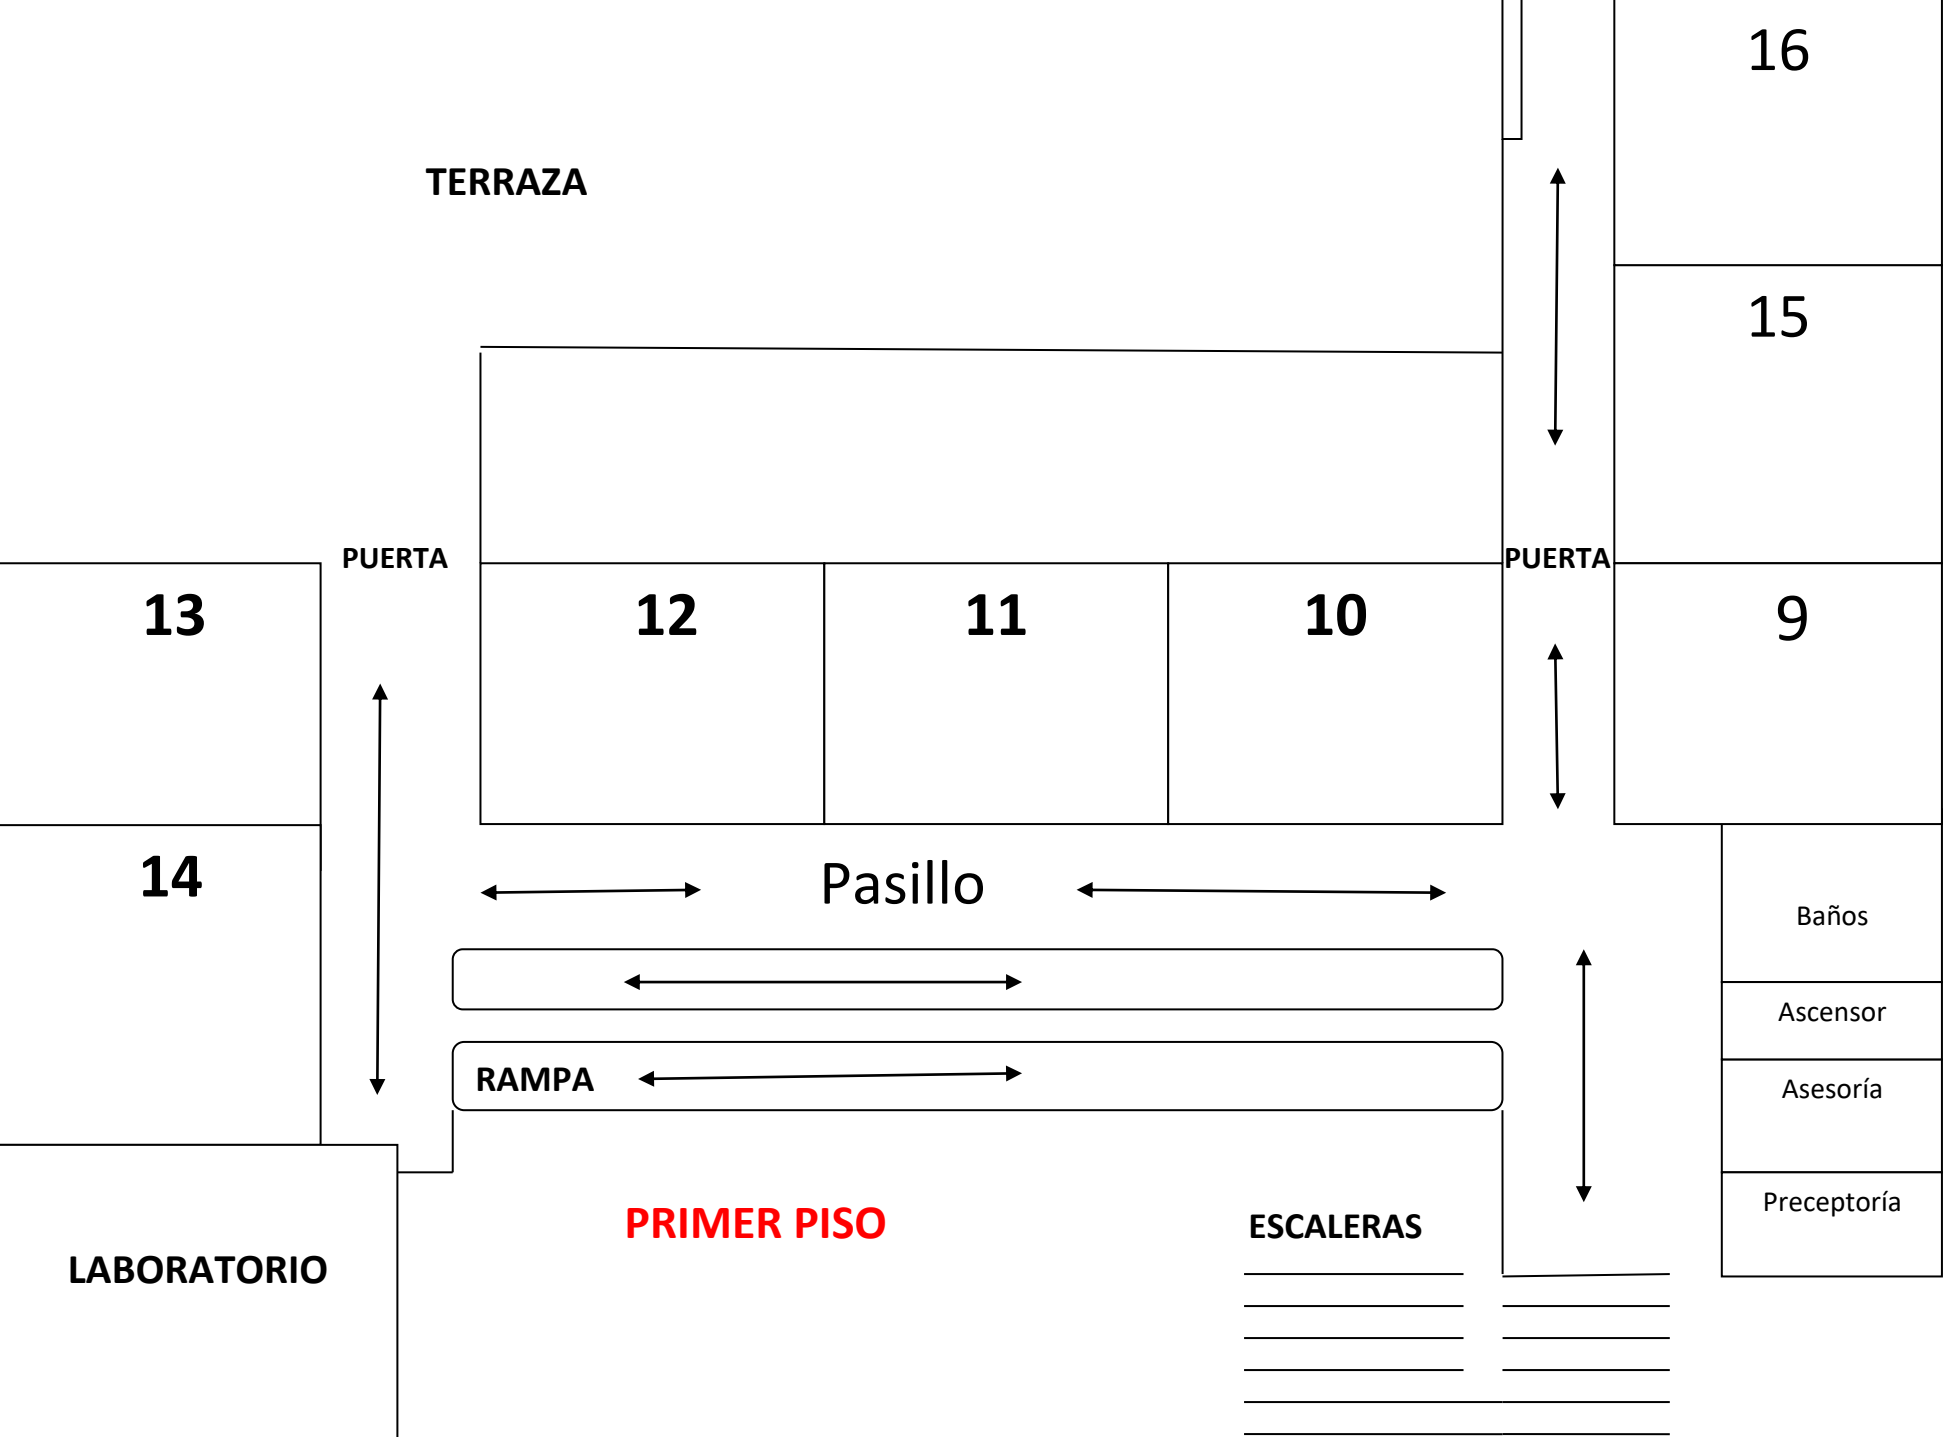 16
TERRAZA
15
PUERTA
PUERTA
13
12
11
10
9
14
Pasillo
Baños
Ascensor
RAMPA
Asesoría
PRIMER PISO
ESCALERAS
Preceptoría
LABORATORIO